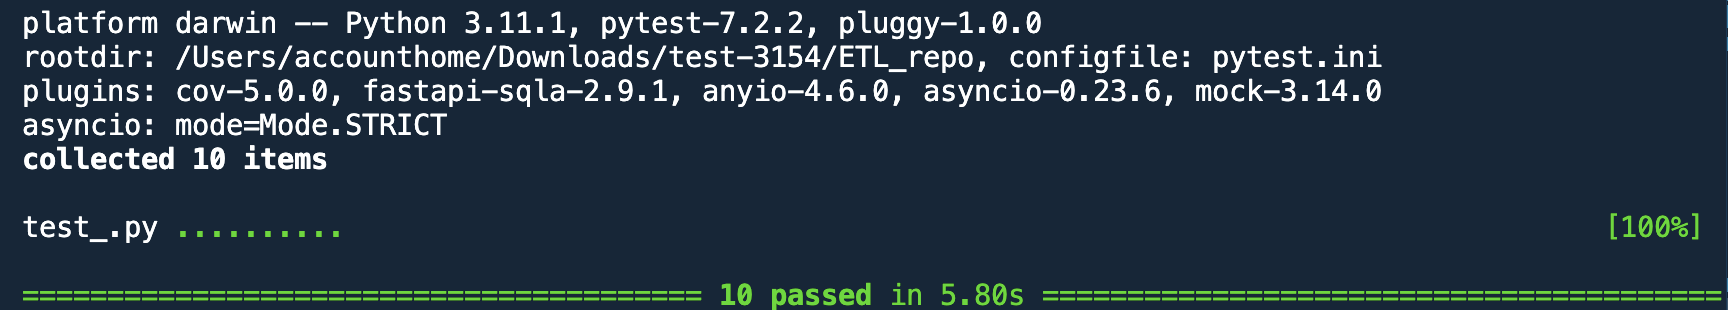 platform darwin -- Python 3.11.1, pytest-7.2.2, pluggy-1.0.0
rootdir: /Users/accounthome/Downloads/test-3154/ETL_repo, configfile: pytest.ini
plugins: cov-5.0.0, fastapi-sqla-2.9.1, anyio-4.6.0, asyncio-0.23.6, mock-3.14.0
asyncio: mode=Mode.STRICT
collected 10 items
test_.py .......... [100%]
======================================== 10 passed in 5.80s ========================================